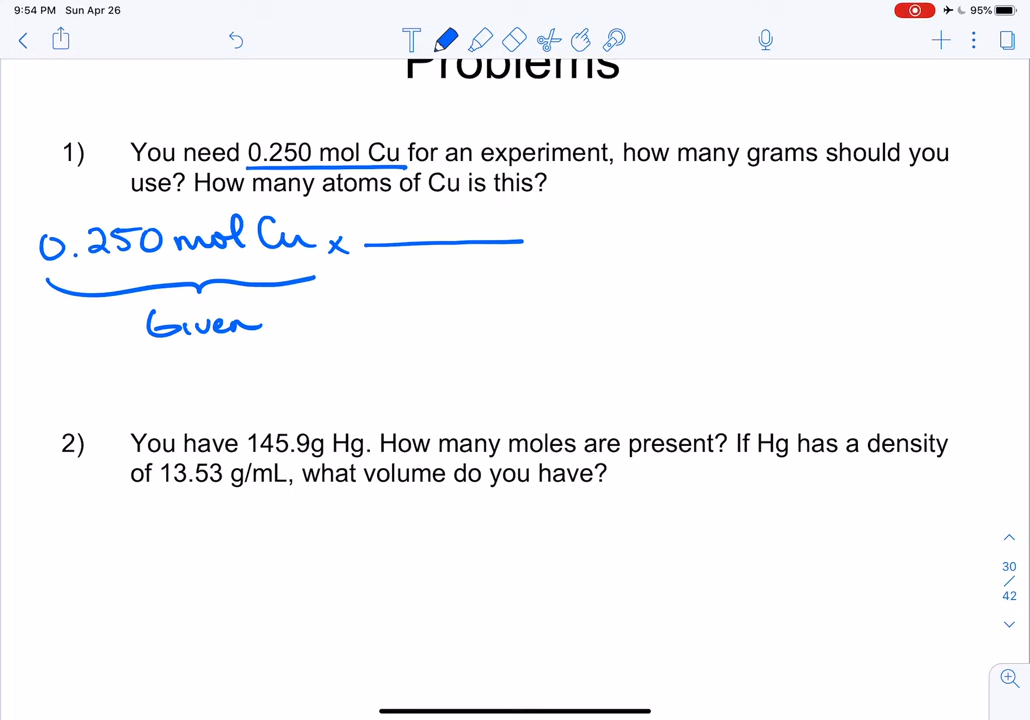 9:54 PM Sun Apr 26
95%
T
Problems
1) You need 0.250 mol Cu for an experiment, how many grams should you
use? How many atoms of Cu is this?
0.250 mol Cu x
Given
2) You have 145.9g Hg. How many moles are present? If Hg has a density
of 13.53 g/mL, what volume do you have?
30
/
42